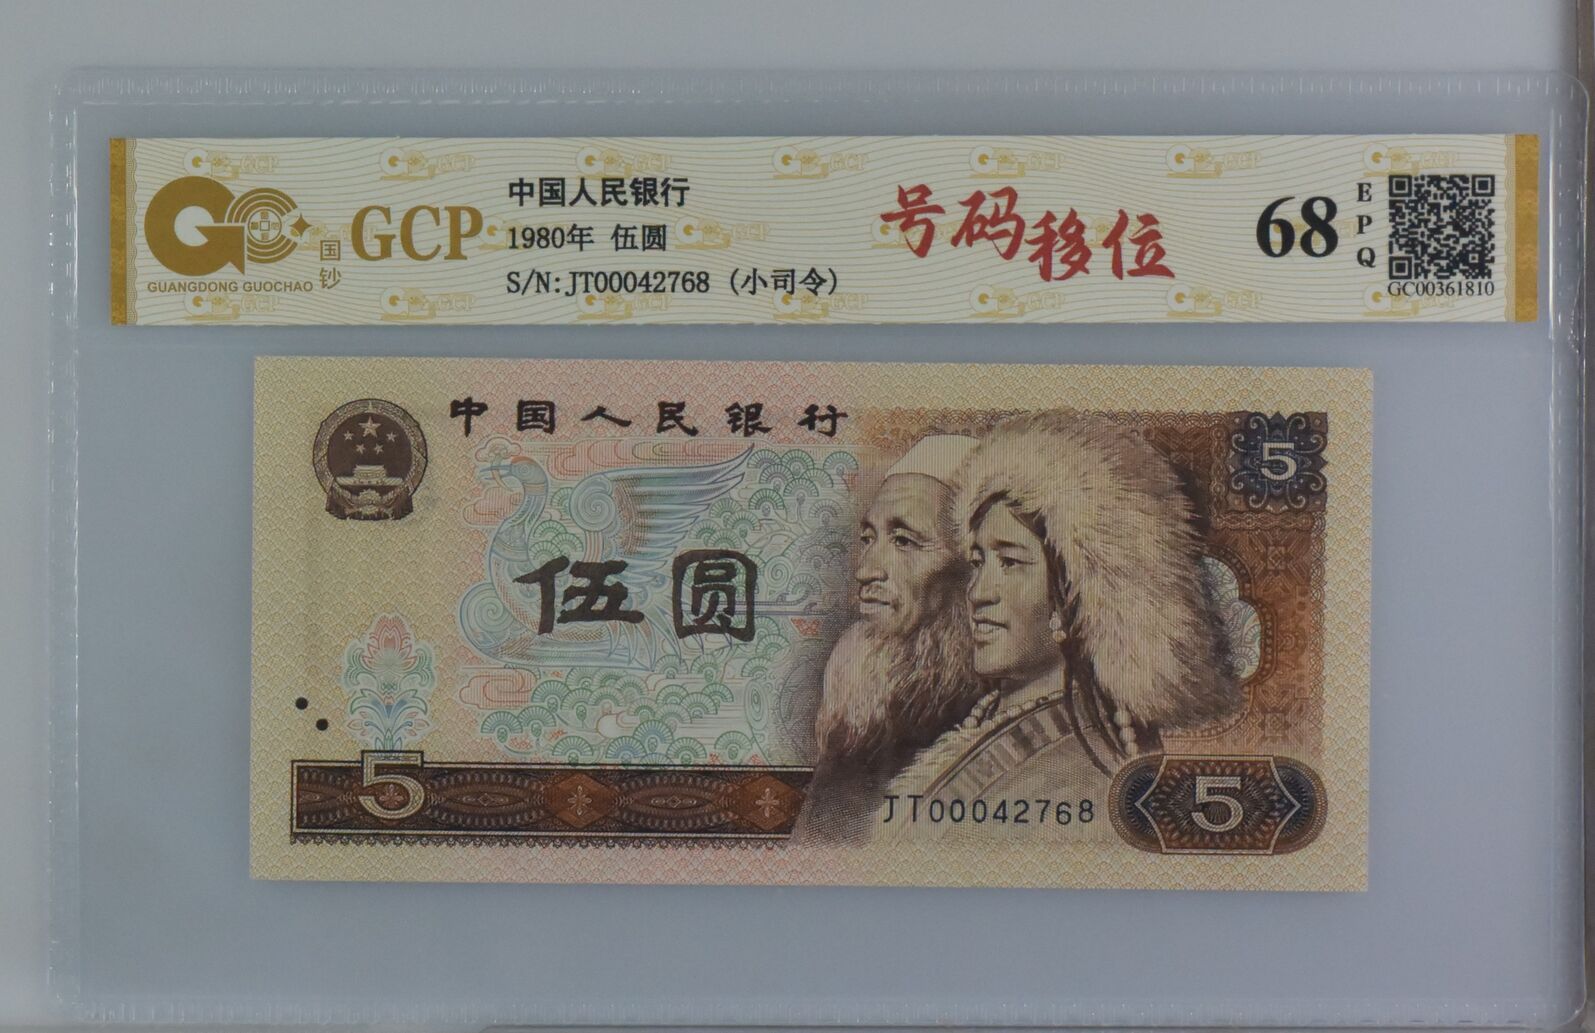 GCP
国钞
GUANGDONG GUOCHAO
中国人民银行
1980年 伍圆
S/N: JT00042768 (小司令)
号码移位
68
EPQ
GC00361810
中国人民银行
5
伍圆
5
JT00042768
5